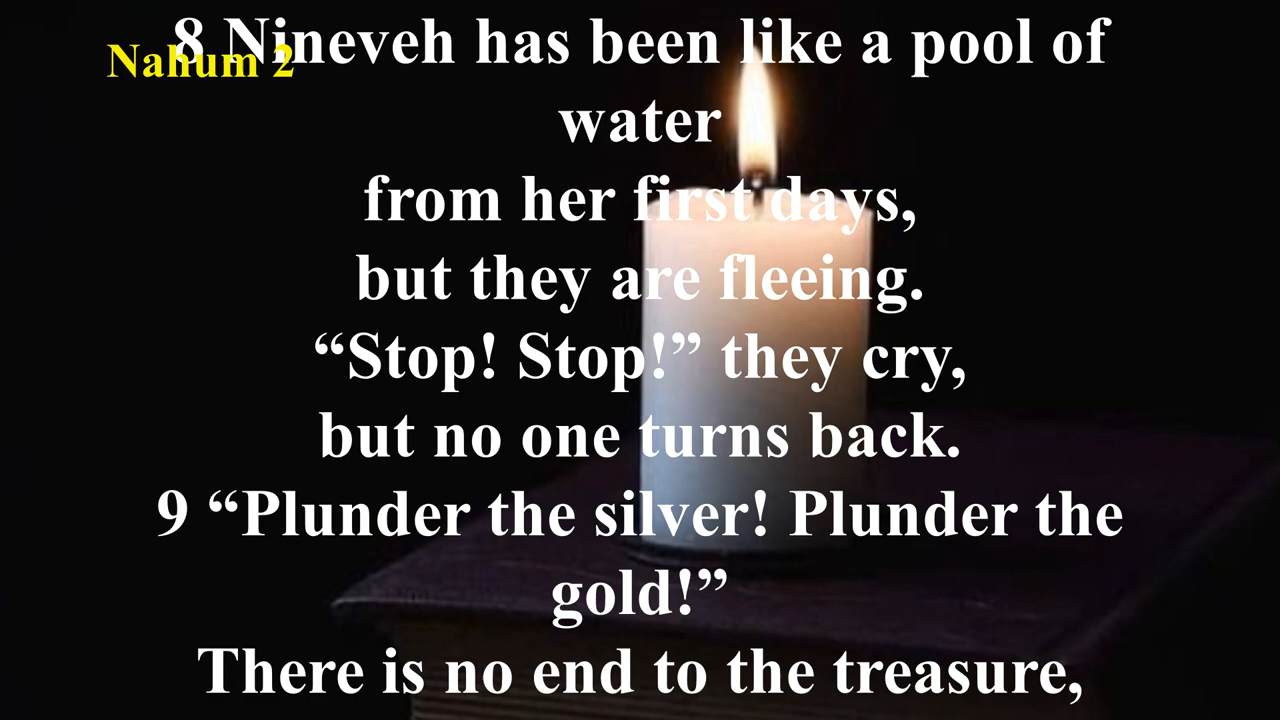 Nahum 2
8 Nineveh has been like a pool of
water
from her first days,
but they are fleeing.
“Stop! Stop!” they cry,
but no one turns back.
9 “Plunder the silver! Plunder the
gold!”
There is no end to the treasure,